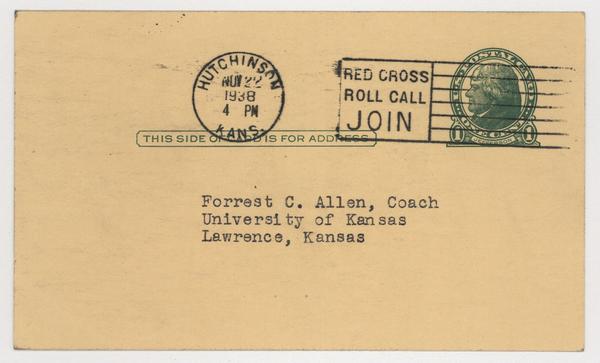 HUTCHINSON
NOV 22
1938
4 PM
KANS.
RED CROSS
ROLL CALL
JOIN
THIS SIDE OF CARD IS FOR ADDRESS
Forrest C. Allen, Coach
University of Kansas
Lawrence, Kansas